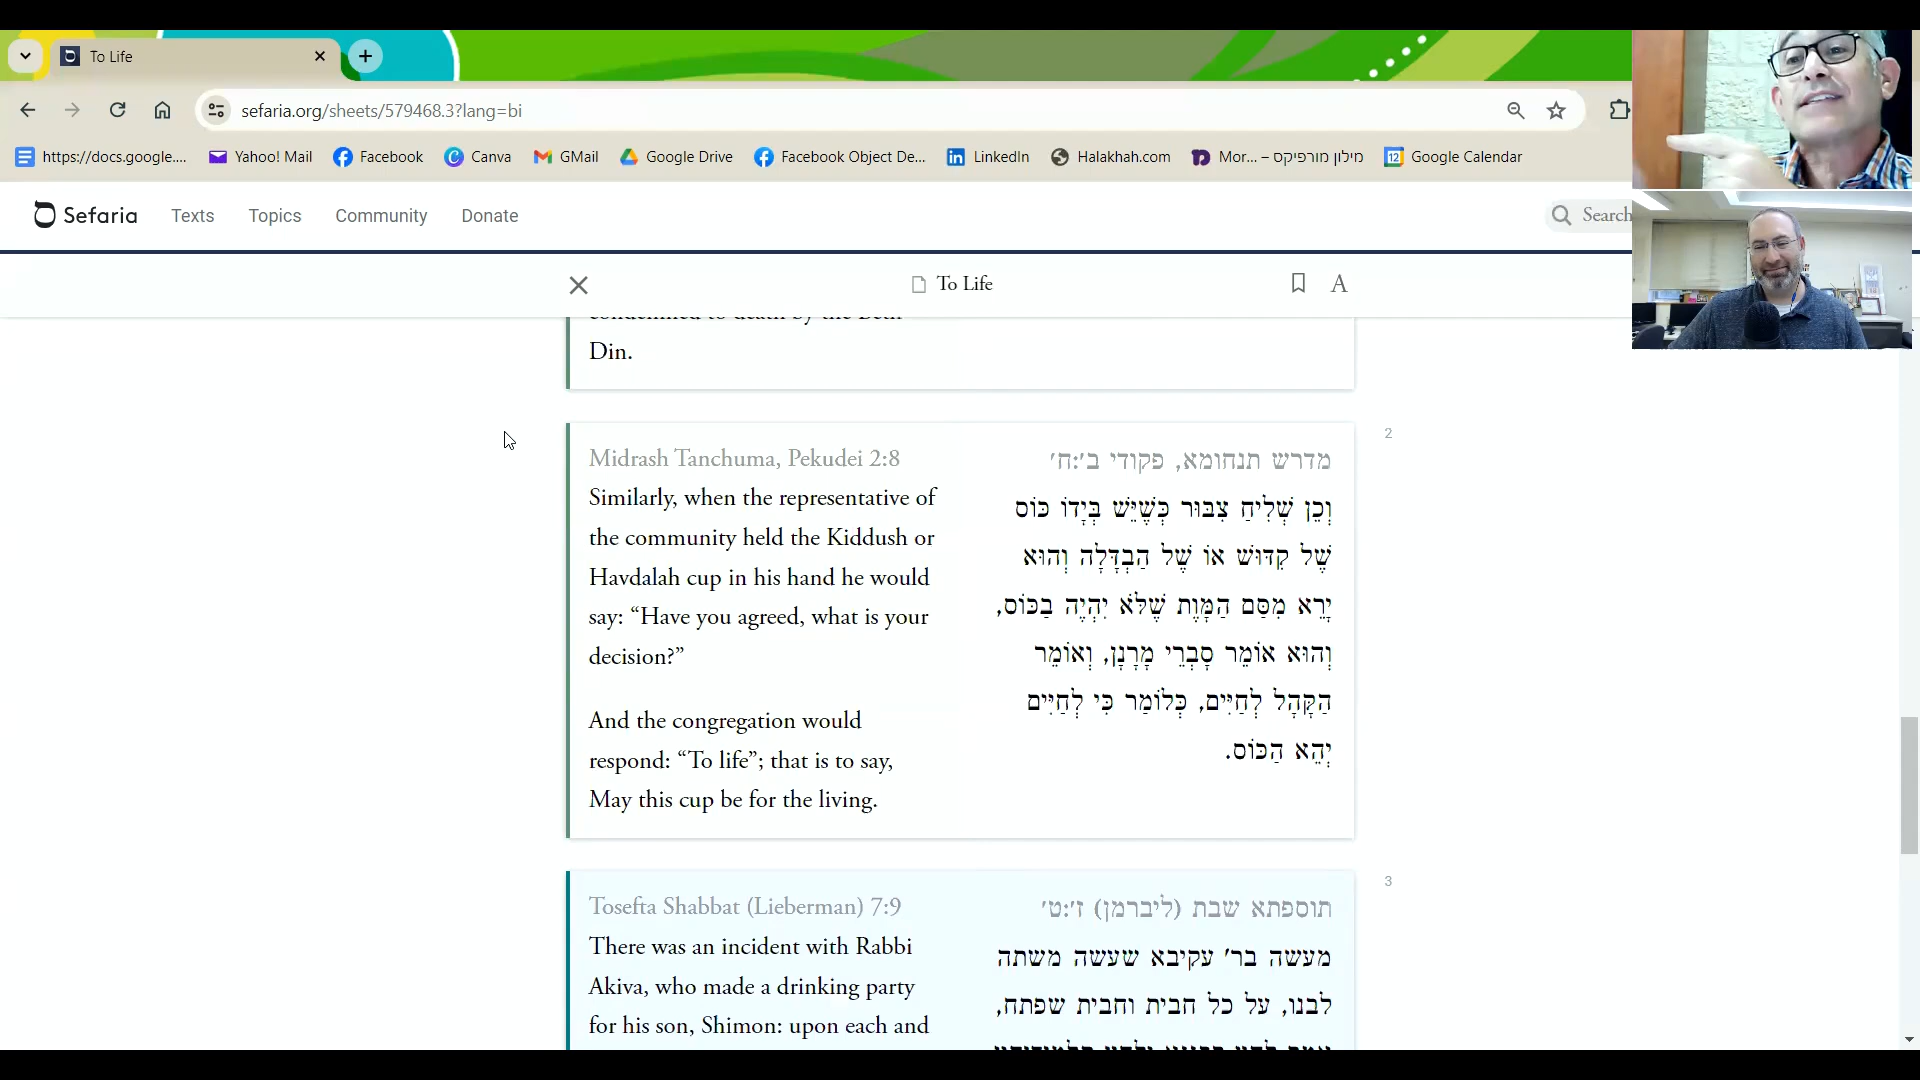 To Life
sefaria.org/sheets/579468.3?lang=bi
https://docs.google....
Yahoo! Mail
Facebook
Canva
GMail
Google Drive
Facebook Object De...
LinkedIn
Halakhah.com
Mor... – מילון מורפיקס
Google Calendar
Sefaria
Texts
Topics
Community
Donate
Search
To Life
A
condemned to death by the Beth
Din.
2
Midrash Tanchuma, Pekudei 2:8
Similarly, when the representative of
the community held the Kiddush or
Havdalah cup in his hand he would
say: “Have you agreed, what is your
decision?”
And the congregation would
respond: “To life”; that is to say,
May this cup be for the living.
מדרש תנחומא, פקודי ב׳:ח׳
וְכֵן שְׁלִיחַ צִבּוּר כְּשֶׁיֵּשׁ בְּיָדוֹ כּוֹס
שֶׁל קִדּוּשׁ אוֹ שֶׁל הַבְדָּלָה וְהוּא
יָרֵא מִסַּם הַמָּוֶת שֶׁלֹּא יִהְיֶה בַכּוֹס,
וְהוּא אוֹמֵר סָבְרֵי מָרָנָן, וְאוֹמֵר
הַקָּהָל לְחַיִּים, כְּלוֹמַר כִּי לְחַיִּים
יְהֵא הַכּוֹס.
3
Tosefta Shabbat (Lieberman) 7:9
There was an incident with Rabbi
Akiva, who made a drinking party
for his son, Shimon: upon each and
תוספתא שבת (ליברמן) ז׳:ט׳
מעשה בר׳ עקיבא שעשה משתה
לבנו, על כל חבית וחבית שפתח,